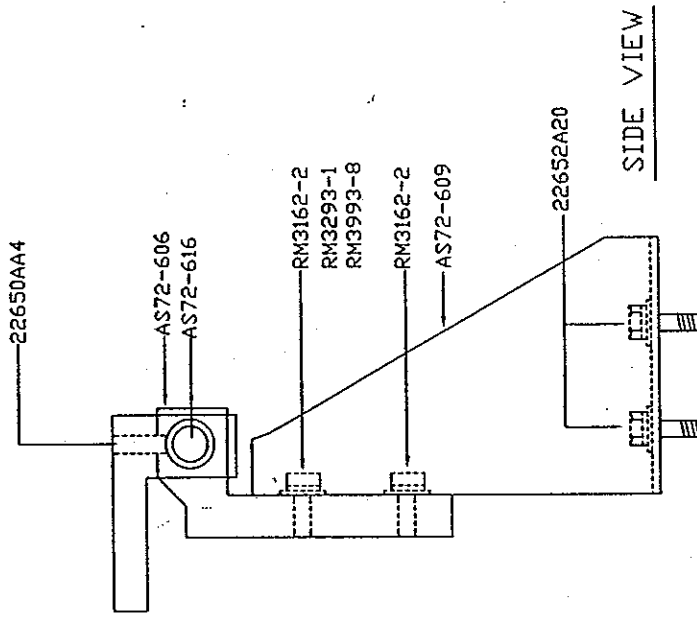 22650AA4
AS72-606
AS72-616
RM3162-2
RM3293-1
RM3993-8
RM3162-2
AS72-609
22652A20
SIDE VIEW